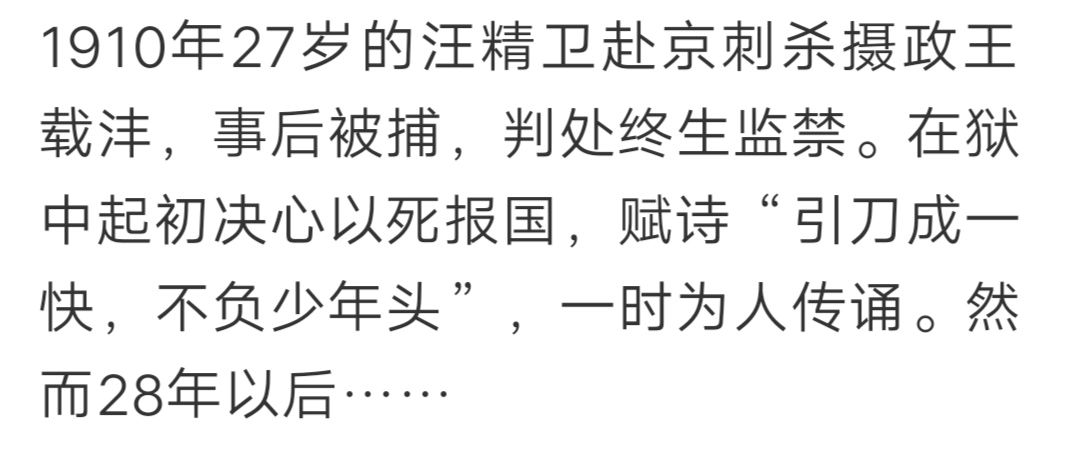 1910年27岁的汪精卫赴京刺杀摄政王
载沣，事后被捕，判处终生监禁。在狱
中起初决心以死报国，赋诗“引刀成一
快，不负少年头”，一时为人传诵。然
而28年以后……